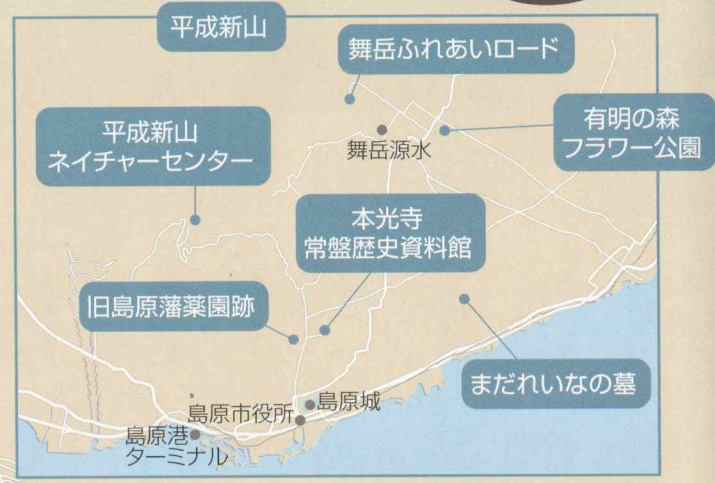 平成新山
舞岳ふれあいロード
有明の森
フラワー公園
平成新山
ネイチャーセンター
舞岳源水
本光寺
常盤歴史資料館
旧島原藩薬園跡
まだれいなの墓
島原城
島原市役所
島原港
ターミナル